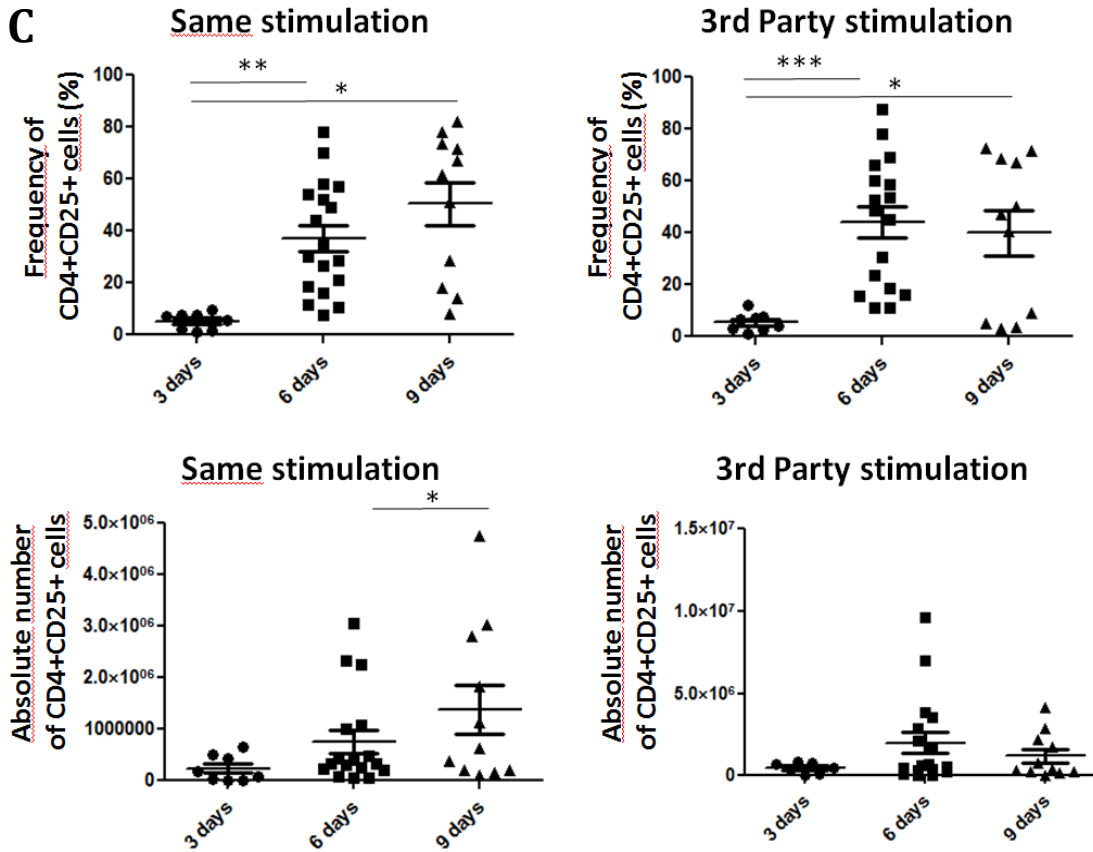 C
Same stimulation
3rd Party stimulation
**
*
***
*
Frequency of
CD4+CD25+ cells (%)
100
80
60
40
20
0
3 days
6 days
9 days
Frequency of
CD4+CD25+ cells (%)
100
80
60
40
20
0
3 days
6 days
9 days
Same stimulation
3rd Party stimulation
*
Absolute number
of CD4+CD25+ cells
5.0×10⁰⁶
4.0×10⁰⁶
3.0×10⁰⁶
2.0×10⁰⁶
1000000
0
3 days
6 days
9 days
Absolute number
of CD4+CD25+ cells
1.5×10⁷
1.0×10⁷
5.0×10⁶
0
3 days
6 days
9 days